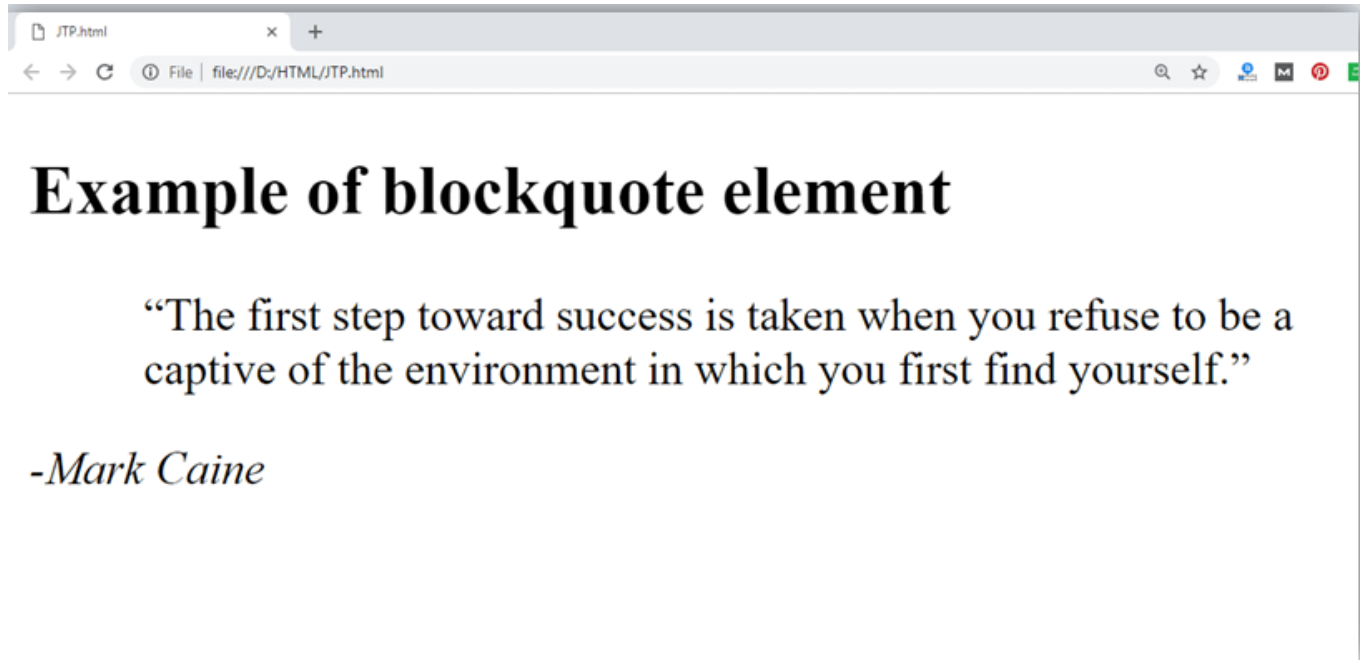 JTP.html
File | file:///D:/HTML/JTP.html
Example of blockquote element
“The first step toward success is taken when you refuse to be a
captive of the environment in which you first find yourself.”
-Mark Caine